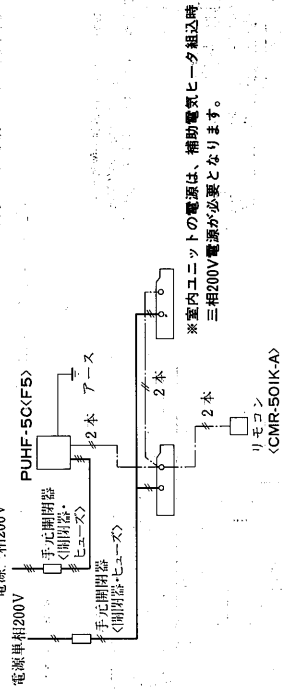 電源単相200V
相200V
手元開閉器
〈開閉器・
ヒューズ〉
手元開閉器
〈開閉器・ヒューズ〉
PUHF-5C〈F5〉
アース
2本
2本
2本
リモコン
〈CMR-501K-A〉
※室内ユニットの電源は、補助電気ヒータ組込時
三相200V電源が必要となります。